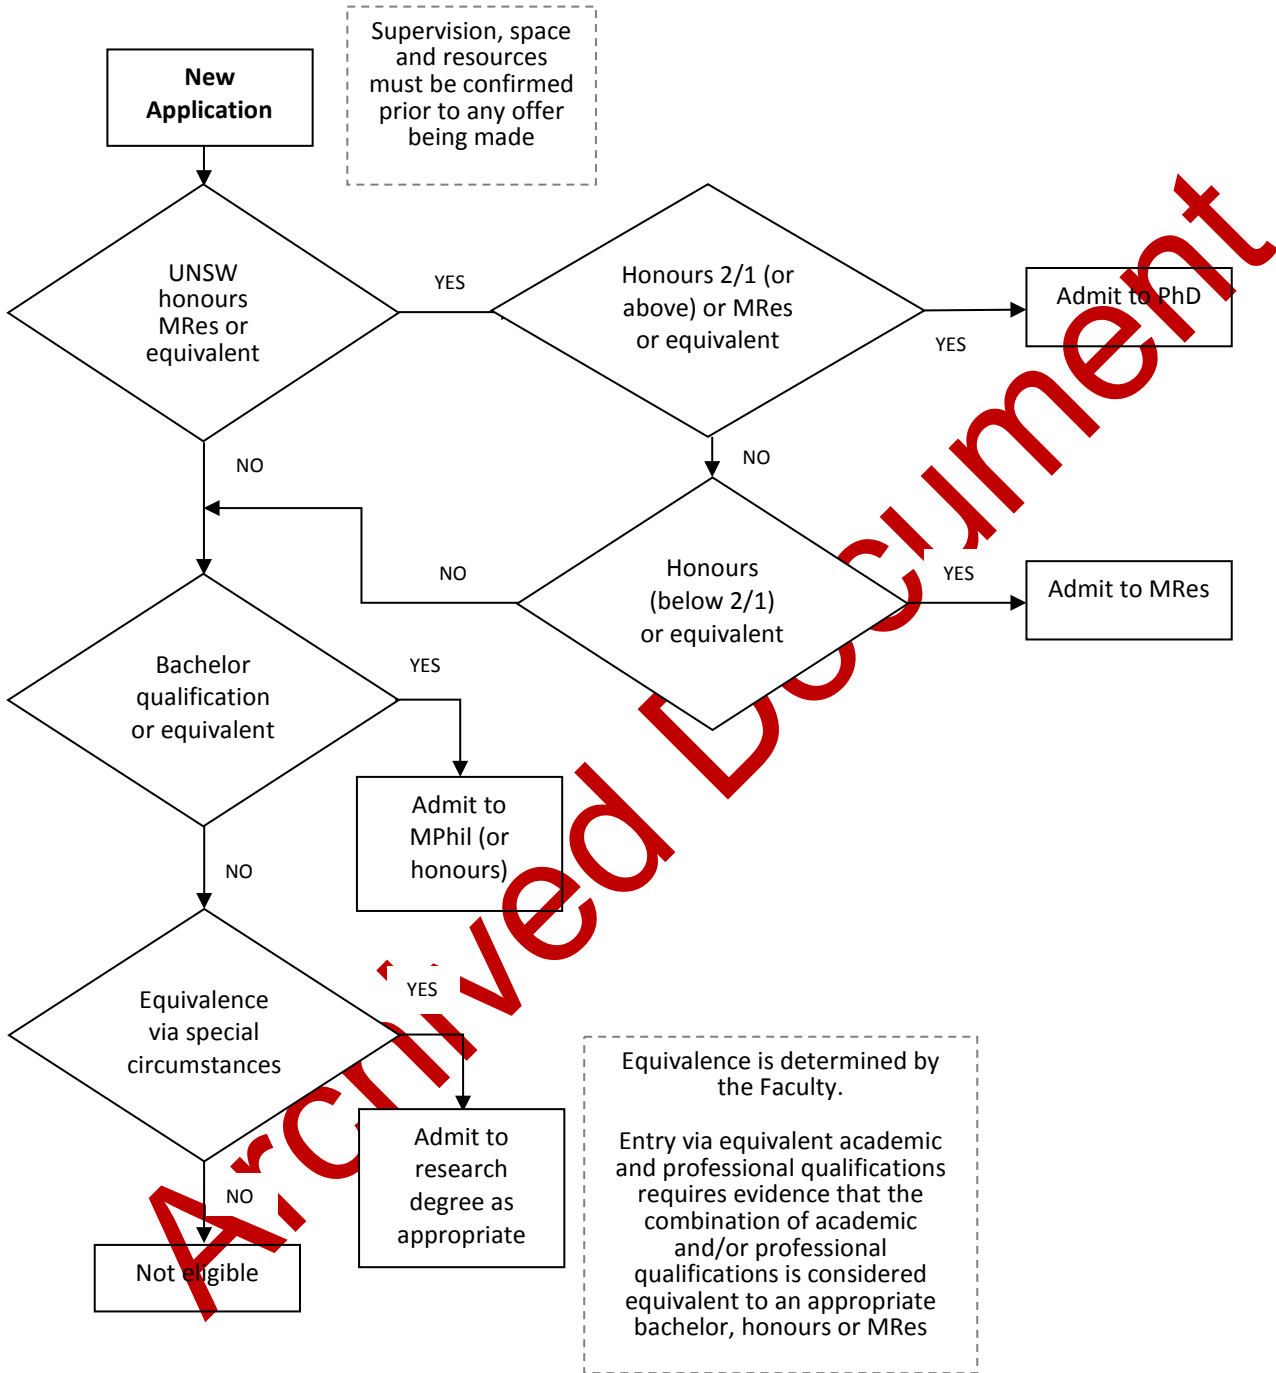 Supervision, space
and resources
must be confirmed
prior to any offer
being made
New
Application
UNSW
honours
MRes or
equivalent
YES
Honours 2/1 (or
above) or MRes
or equivalent
YES
Admit to PhD
NO
NO
Honours
(below 2/1)
or equivalent
NO
YES
Admit to MRes
Bachelor
qualification
or equivalent
YES
Admit to
MPhil (or
honours)
NO
Equivalence
via special
circumstances
YES
Admit to
research
degree as
appropriate
NO
Not eligible
Equivalence is determined by
the Faculty.
Entry via equivalent academic
and professional qualifications
requires evidence that the
combination of academic
and/or professional
qualifications is considered
equivalent to an appropriate
bachelor, honours or MRes
Archived Document